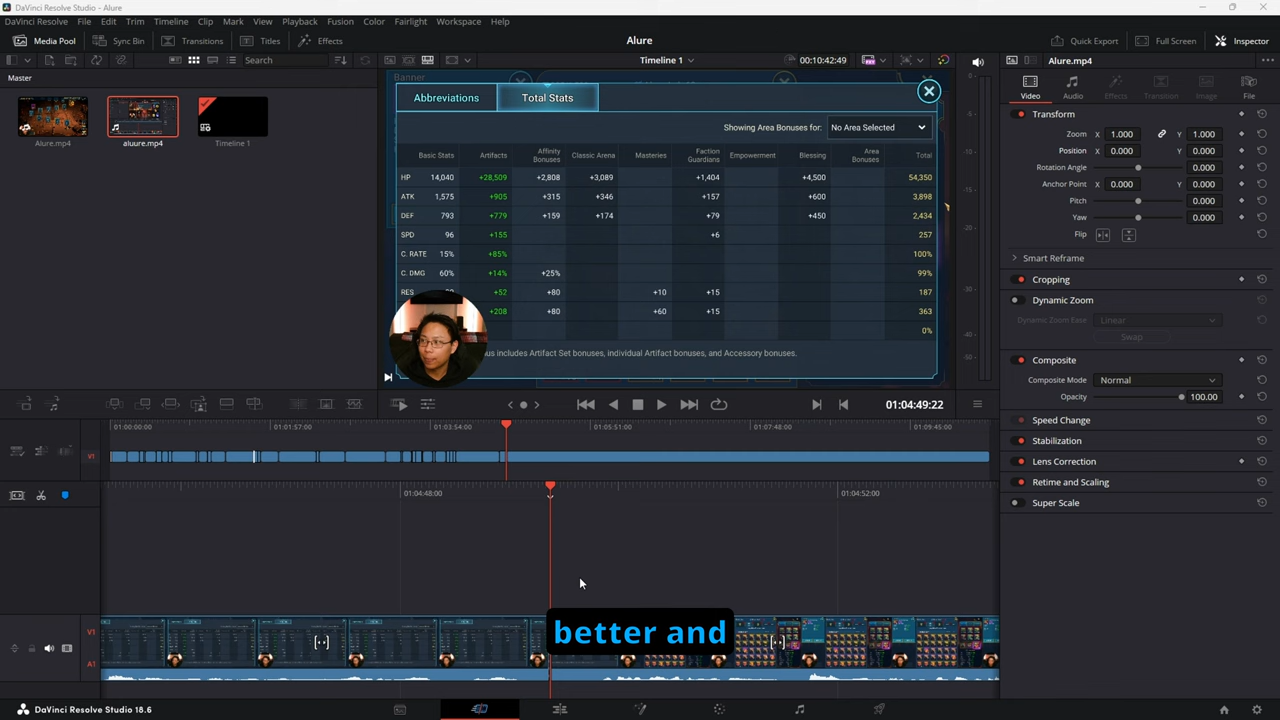 DaVinci Resolve Studio - Alure
DaVinci Resolve File Edit Trim Timeline Clip Mark View Playback Fusion Color Fairlight Workspace Help
Media Pool Sync Bin Transitions Titles Effects Alure Quick Export Full Screen Inspector
Search Timeline 1 00:10:42:49 Alure.mp4
Master
Alure.mp4 aluure.mp4 Timeline 1
Banner
Abbreviations Total Stats
Showing Area Bonuses for: No Area Selected
Basic Stats Artifacts Affinity Bonuses Classic Arena Masteries Faction Guardians Empowerment Blessing Area Bonuses Total
HP 14,040 +28,509 +2,808 +3,089 +1,404 +4,500 54,350
ATK 1,575 +905 +315 +346 +157 +600 3,898
DEF 793 +779 +159 +174 +79 +450 2,434
SPD 96 +155 +6 257
C. RATE 15% +85% 100%
C. DMG 60% +14% +25% 99%
RES +52 +80 +10 +15 187
+208 +80 +60 +15 363
0%
us includes Artifact Set bonuses, individual Artifact bonuses, and Accessory bonuses.
-5
-10
-15
-20
-30
-40
Video Audio Effects Transition Image File
Transform
Zoom X 1.000 Y 1.000
Position X 0.000 Y 0.000
Rotation Angle 0.000
Anchor Point X 0.000 Y 0.000
Pitch 0.000
Yaw 0.000
Flip
Smart Reframe
Cropping
Dynamic Zoom
Dynamic Zoom Ease Linear
Swap
Composite
Composite Mode Normal
Opacity 100.00
Speed Change
Stabilization
Lens Correction
Retime and Scaling
Super Scale
01:04:49:22
01:00:00:00 01:01:57:00 01:03:54:00 01:05:51:00 01:07:48:00 01:09:45:00
V1
01:04:48:00 01:04:52:00
V1
A1
better and
DaVinci Resolve Studio 18.6